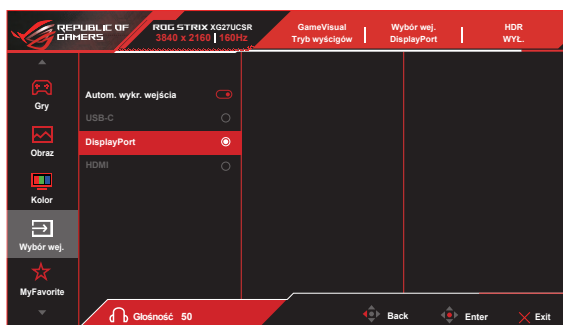 REPUBLIC OF
GAMERS
ROG STRIX XG27UCSR
3840 x 2160 160Hz
GameVisual
Tryb wyścigów
Wybór wej.
DisplayPort
HDR
WYŁ.
Gry
Obraz
Kolor
Wybór wej.
MyFavorite
Autom. wykr. wejścia
USB-C
DisplayPort
HDMI
Głośność 50
Back
Enter
Exit